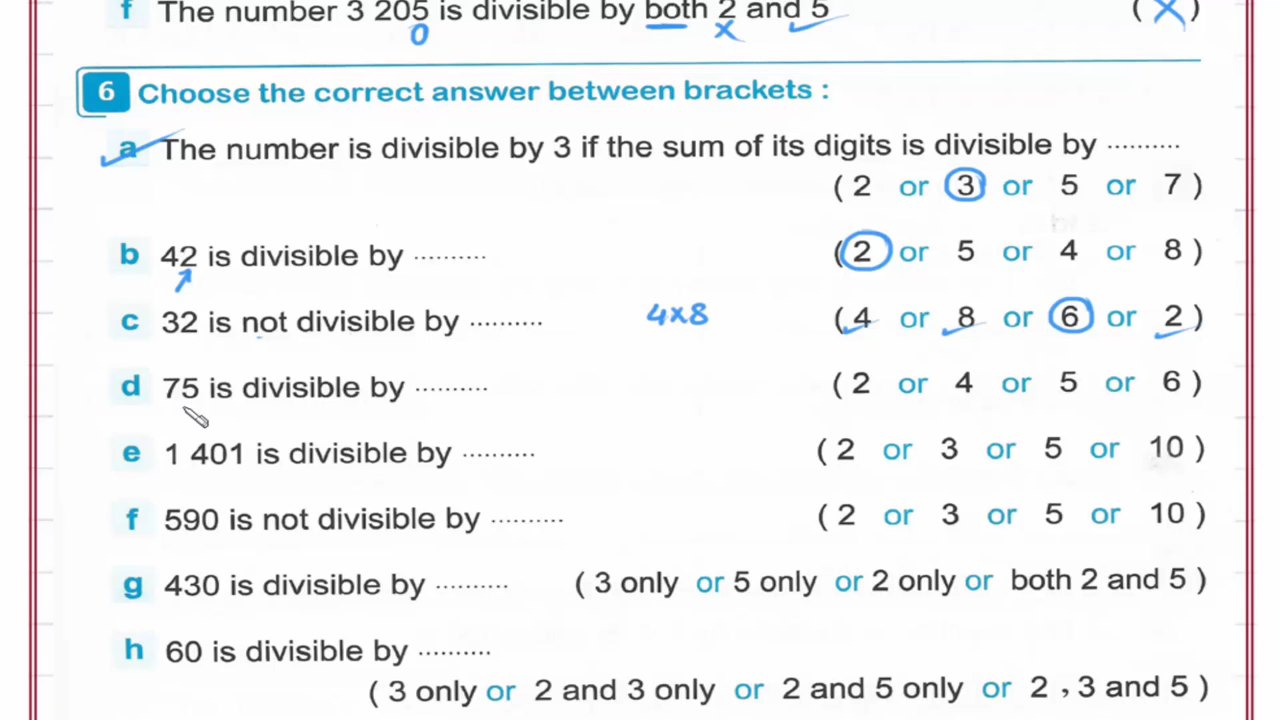 f The number 3 205 is divisible by both 2 and 5 ( X )
0 x
6 Choose the correct answer between brackets :
a The number is divisible by 3 if the sum of its digits is divisible by ..........
( 2 or 3 or 5 or 7 )
b 42 is divisible by .......... ( 2 or 5 or 4 or 8 )
c 32 is not divisible by .......... 4x8 ( 4 or 8 or 6 or 2 )
d 75 is divisible by .......... ( 2 or 4 or 5 or 6 )
e 1 401 is divisible by .......... ( 2 or 3 or 5 or 10 )
f 590 is not divisible by .......... ( 2 or 3 or 5 or 10 )
g 430 is divisible by .......... ( 3 only or 5 only or 2 only or both 2 and 5 )
h 60 is divisible by ..........
( 3 only or 2 and 3 only or 2 and 5 only or 2 , 3 and 5 )